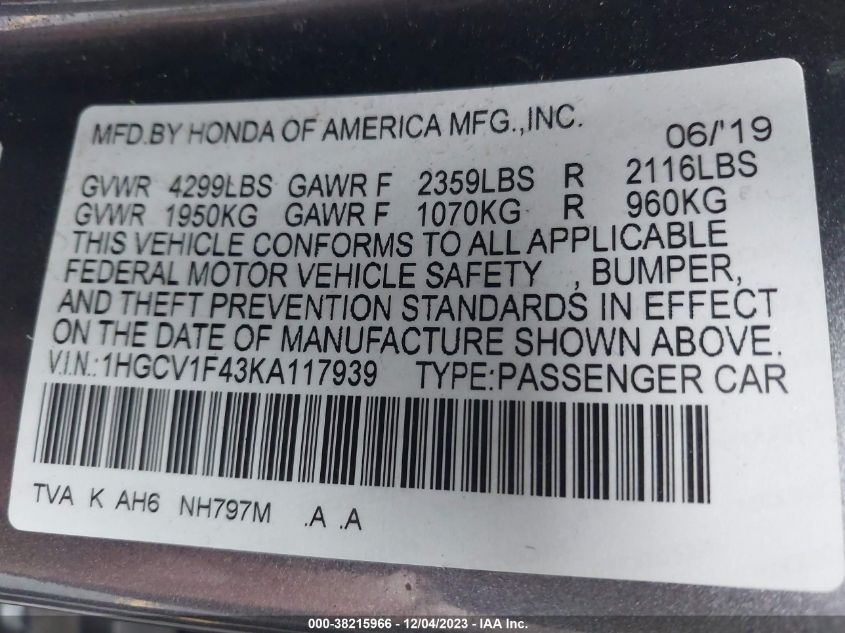 MFD.BY HONDA OF AMERICA MFG.,INC. 06/'19
GVWR 4299LBS GAWR F 2359LBS R 2116LBS
GVWR 1950KG GAWR F 1070KG R 960KG
THIS VEHICLE CONFORMS TO ALL APPLICABLE
FEDERAL MOTOR VEHICLE SAFETY , BUMPER,
AND THEFT PREVENTION STANDARDS IN EFFECT
ON THE DATE OF MANUFACTURE SHOWN ABOVE.
V.I.N.:1HGCV1F43KA117939 TYPE:PASSENGER CAR
TVA K AH6 NH797M .A .A
000-38215966 - 12/04/2023 - IAA Inc.